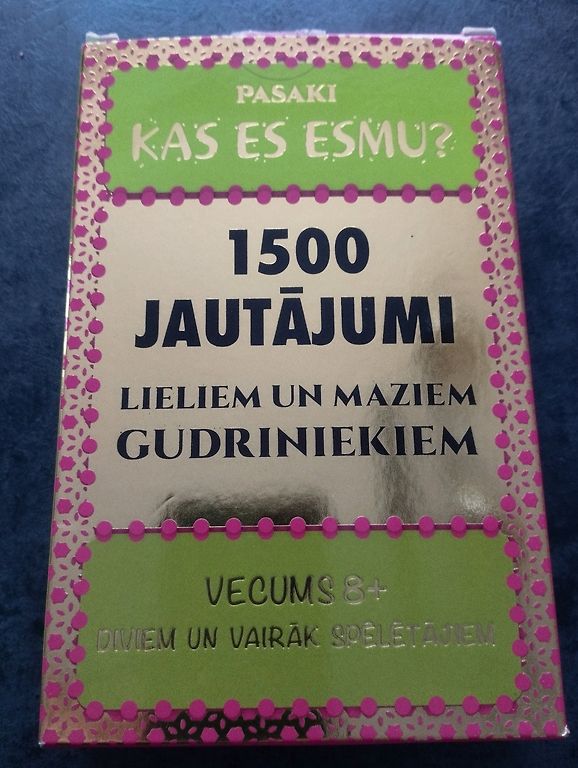 PASAKI
KAS ES ESMU?
1500
JAUTĀJUMI
LIELIEM UN MAZIEM
GUDRINIEKIEM
VECUMS 8+
DIVIEM UN VAIRĀK SPĒLĒTĀJIEM